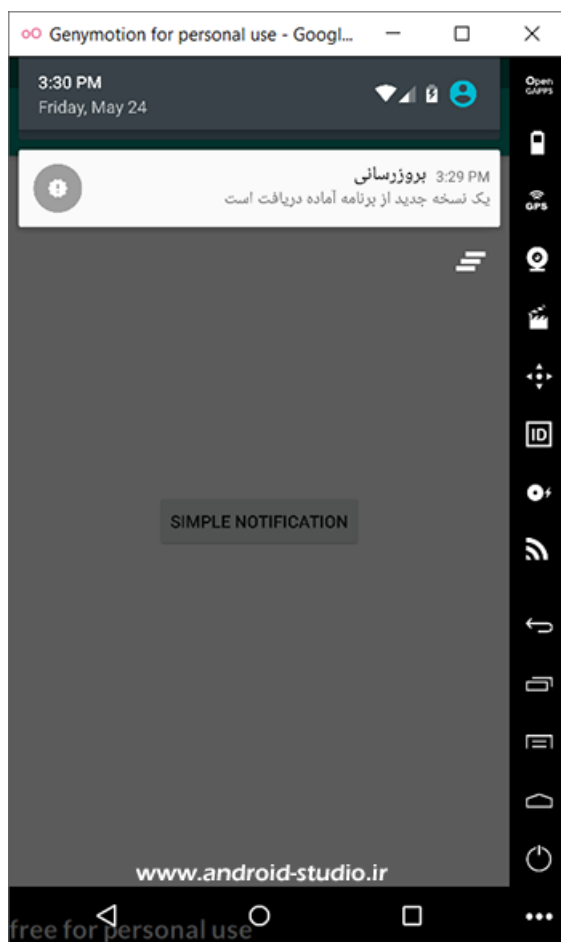 Genymotion for personal use - Googl...
3:30 PM
Friday, May 24
Open
GAPPS
بروزرسانی 3:29 PM
یک نسخه جدید از برنامه آماده دریافت است
GPS
ID
SIMPLE NOTIFICATION
www.android-studio.ir
free for personal use